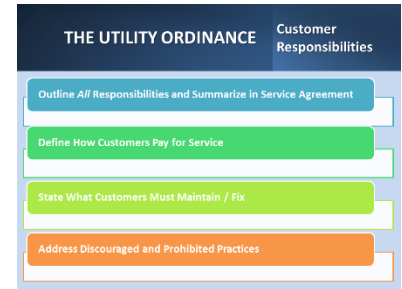 THE UTILITY ORDINANCE
Customer
Responsibilities
Outline All Responsibilities and Summarize in Service Agreement
Define How Customers Pay for Service
State What Customers Must Maintain / Fix
Address Discouraged and Prohibited Practices